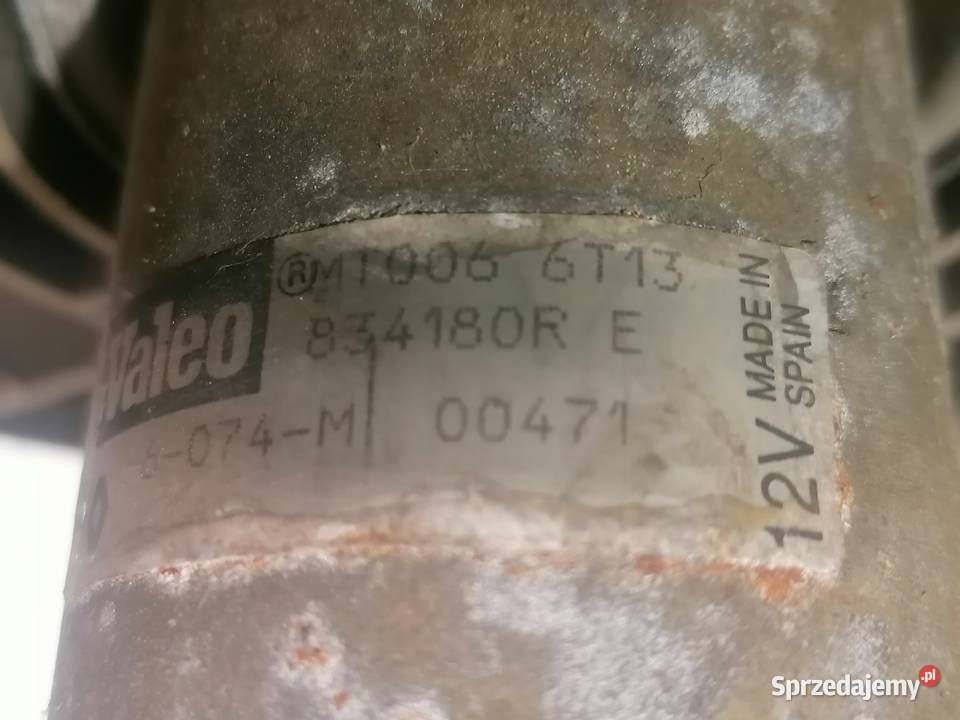 Valeo
®MT006 6T13
834180R E
6-074-M 00471
12V MADE IN SPAIN
Sprzedajemy.pl